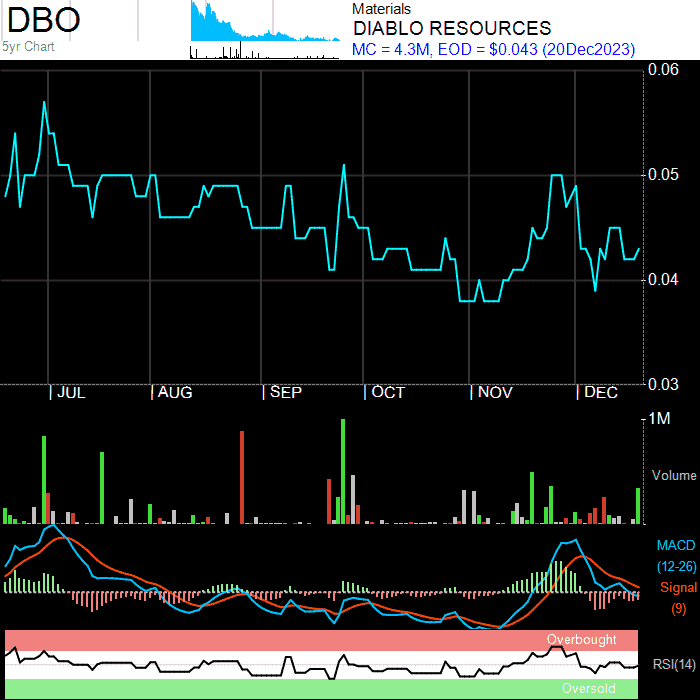 DBO
5yr Chart
Materials
DIABLO RESOURCES
MC = 4.3M, EOD = $0.043 (20Dec2023)
0.06
0.05
0.04
0.03
JUL
AUG
SEP
OCT
NOV
DEC
1M
Volume
MACD
(12-26)
Signal
(9)
Overbought
RSI(14)
Oversold